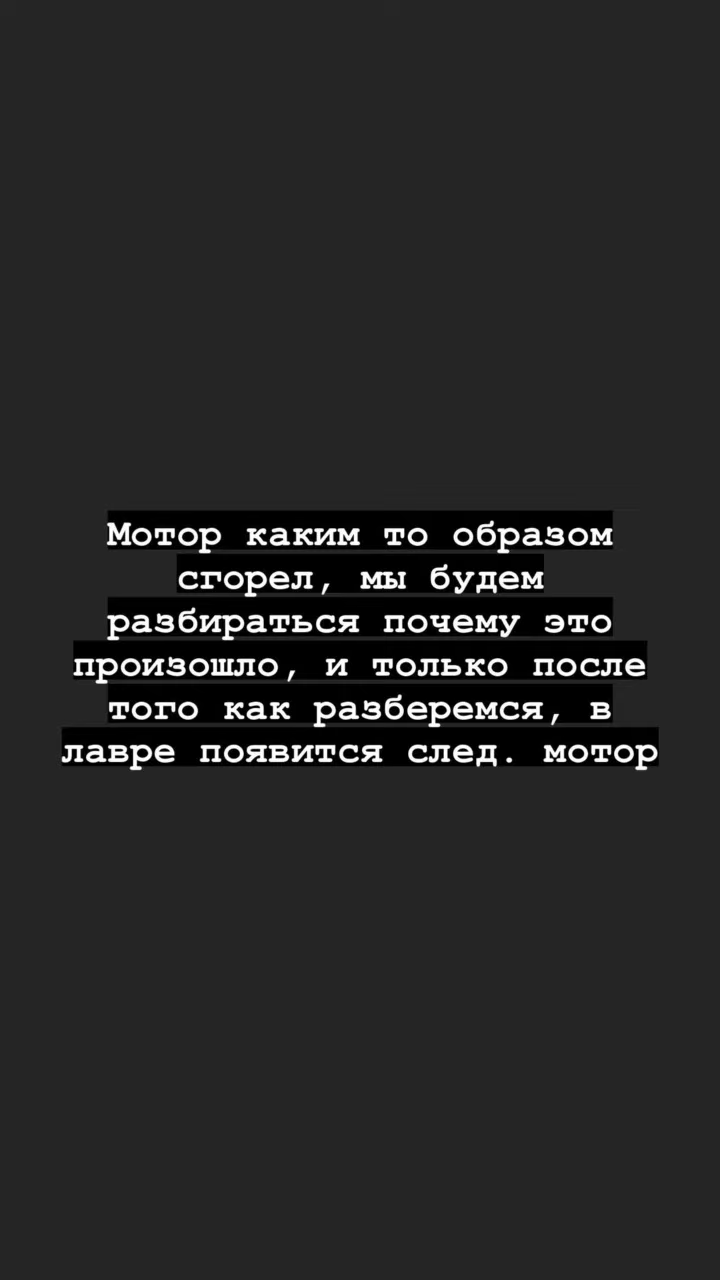 Мотор каким то образом
сгорел, мы будем
разбираться почему это
произошло, и только после
того как разберемся, в
лавре появится след. мотор